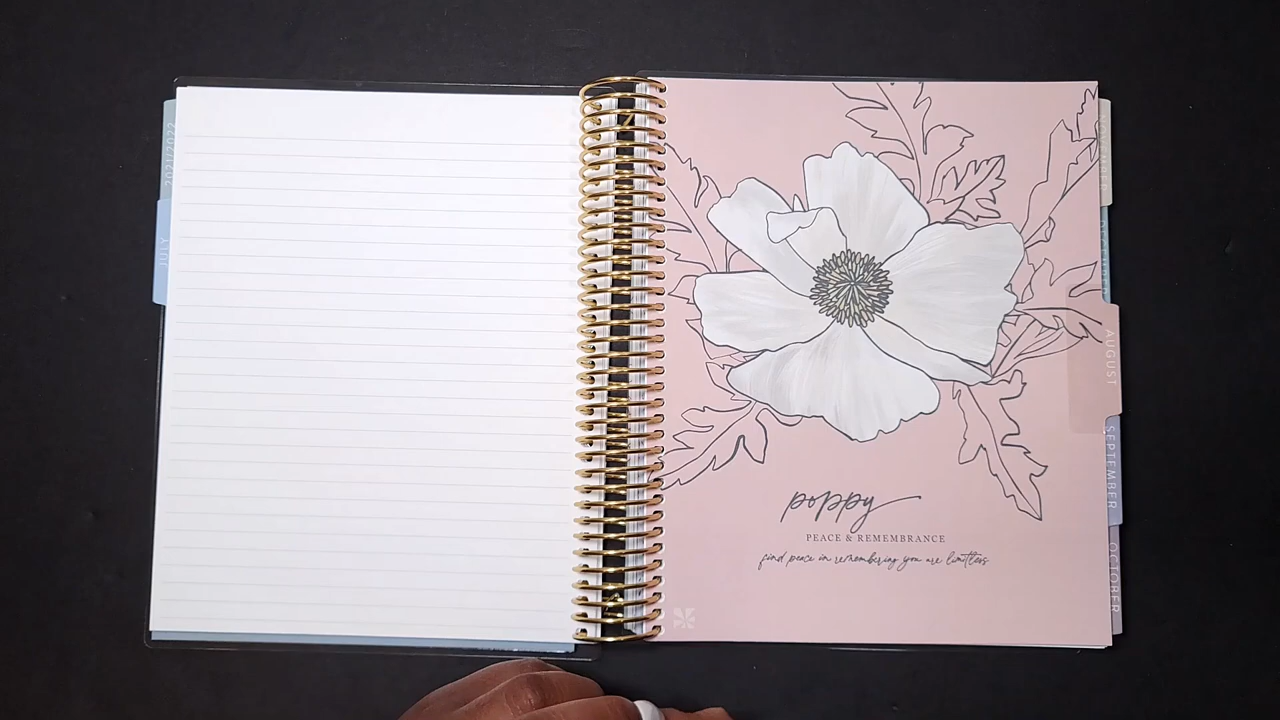 2021/2022
JULY
poppy
PEACE & REMEMBRANCE
find peace in remembering you are limitless
AUGUST
SEPTEMBER
OCTOBER